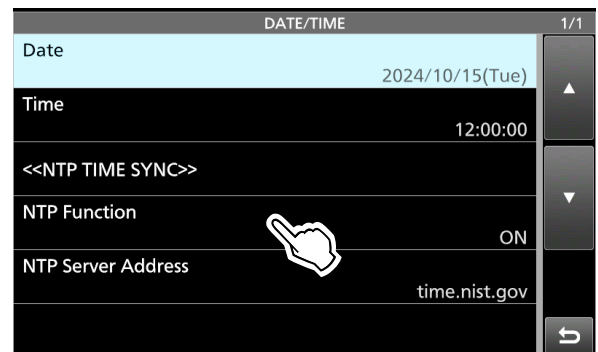 DATE/TIME 1/1
Date
2024/10/15(Tue)
Time
12:00:00
<<NTP TIME SYNC>>
NTP Function
ON
NTP Server Address
time.nist.gov